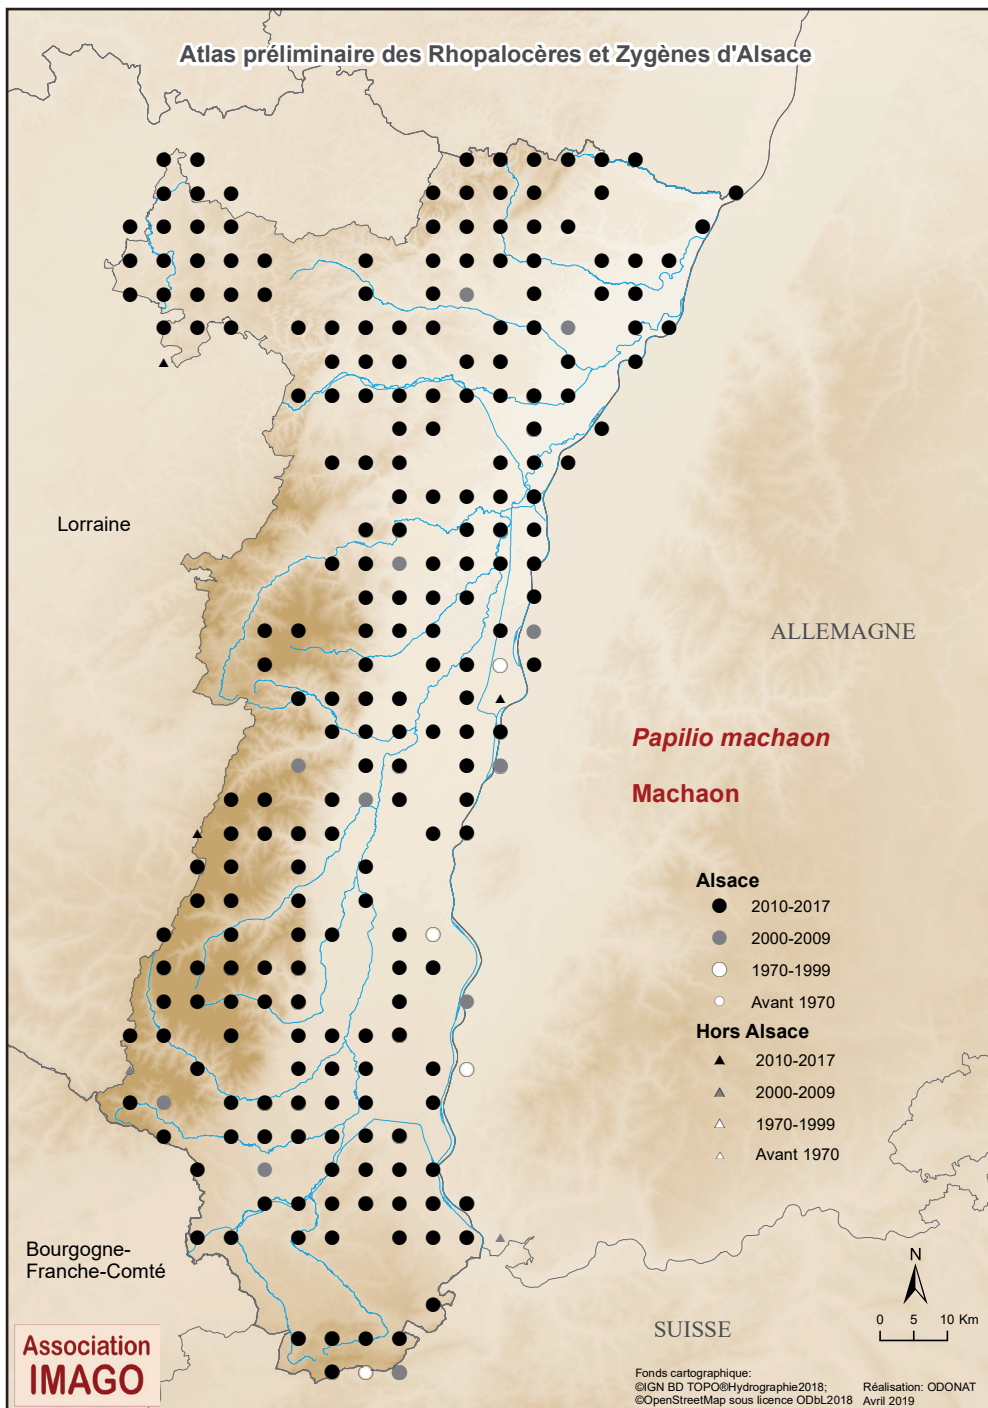 Atlas préliminaire des Rhopalocères et Zygènes d'Alsace
Lorraine
ALLEMAGNE
Papilio machaon
Machaon
Alsace
2010-2017
2000-2009
1970-1999
Avant 1970
Hors Alsace
2010-2017
2000-2009
1970-1999
Avant 1970
Bourgogne-
Franche-Comté
N
0 5 10 Km
SUISSE
Association
IMAGO
Fonds cartographique:
©IGN BD TOPO®Hydrographie2018;
©OpenStreetMap sous licence ODbL2018
Réalisation: ODONAT
Avril 2019